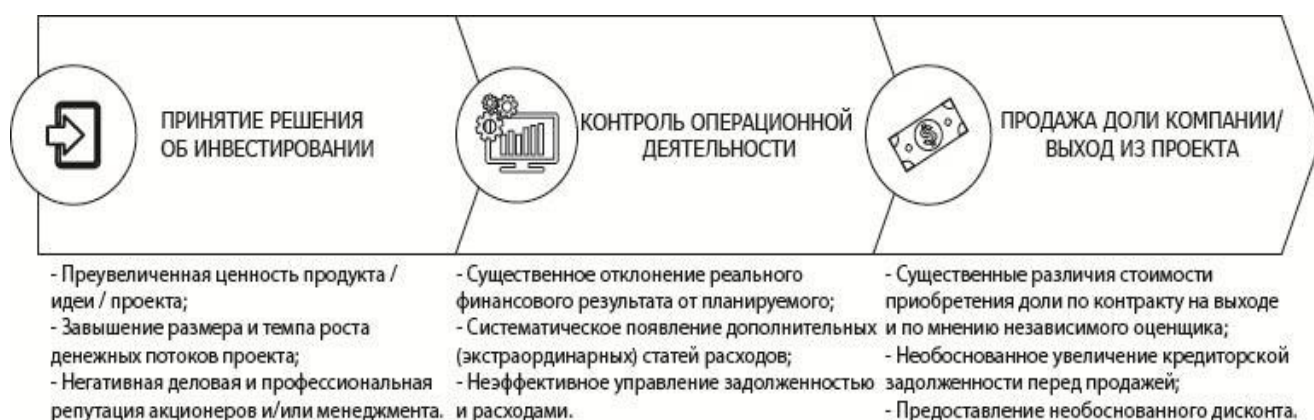 ПРИНЯТИЕ РЕШЕНИЯ
ОБ ИНВЕСТИРОВАНИИ
КОНТРОЛЬ ОПЕРАЦИОННОЙ
ДЕЯТЕЛЬНОСТИ
ПРОДАЖА ДОЛИ КОМПАНИИ/
ВЫХОД ИЗ ПРОЕКТА
- Преувеличенная ценность продукта /
идеи / проекта;
- Завышение размера и темпа роста
денежных потоков проекта;
- Негативная деловая и профессиональная
репутация акционеров и/или менеджмента.
- Существенное отклонение реального
финансового результата от планируемого;
- Систематическое появление дополнительных
(экстраординарных) статей расходов;
- Неэффективное управление задолженностью
и расходами.
- Существенные различия стоимости
приобретения доли по контракту на выходе
и по мнению независимого оценщика;
- Необоснованное увеличение кредиторской
задолженности перед продажей;
- Предоставление необоснованного дисконта.